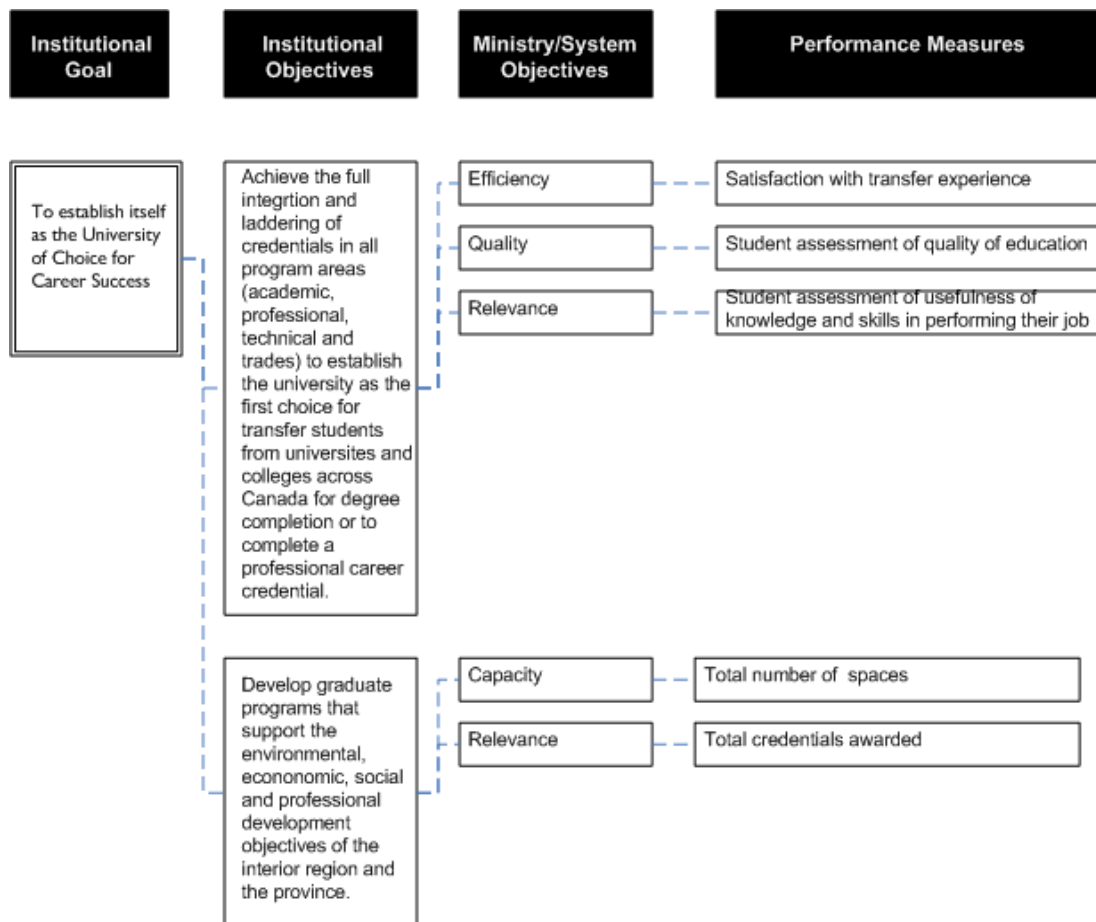 Institutional
Goal
Institutional
Objectives
Ministry/System
Objectives
Performance Measures
To establish itself
as the University
of Choice for
Career Success
Achieve the full
integrtion and
laddering of
credentials in all
program areas
(academic,
professional,
technical and
trades) to establish
the university as the
first choice for
transfer students
from universites and
colleges across
Canada for degree
completion or to
complete a
professional career
credential.
Efficiency
Satisfaction with transfer experience
Quality
Student assessment of quality of education
Relevance
Student assessment of usefulness of
knowledge and skills in performing their job
Develop graduate
programs that
support the
environmental,
econonomic, social
and professional
development
objectives of the
interior region and
the province.
Capacity
Total number of spaces
Relevance
Total credentials awarded